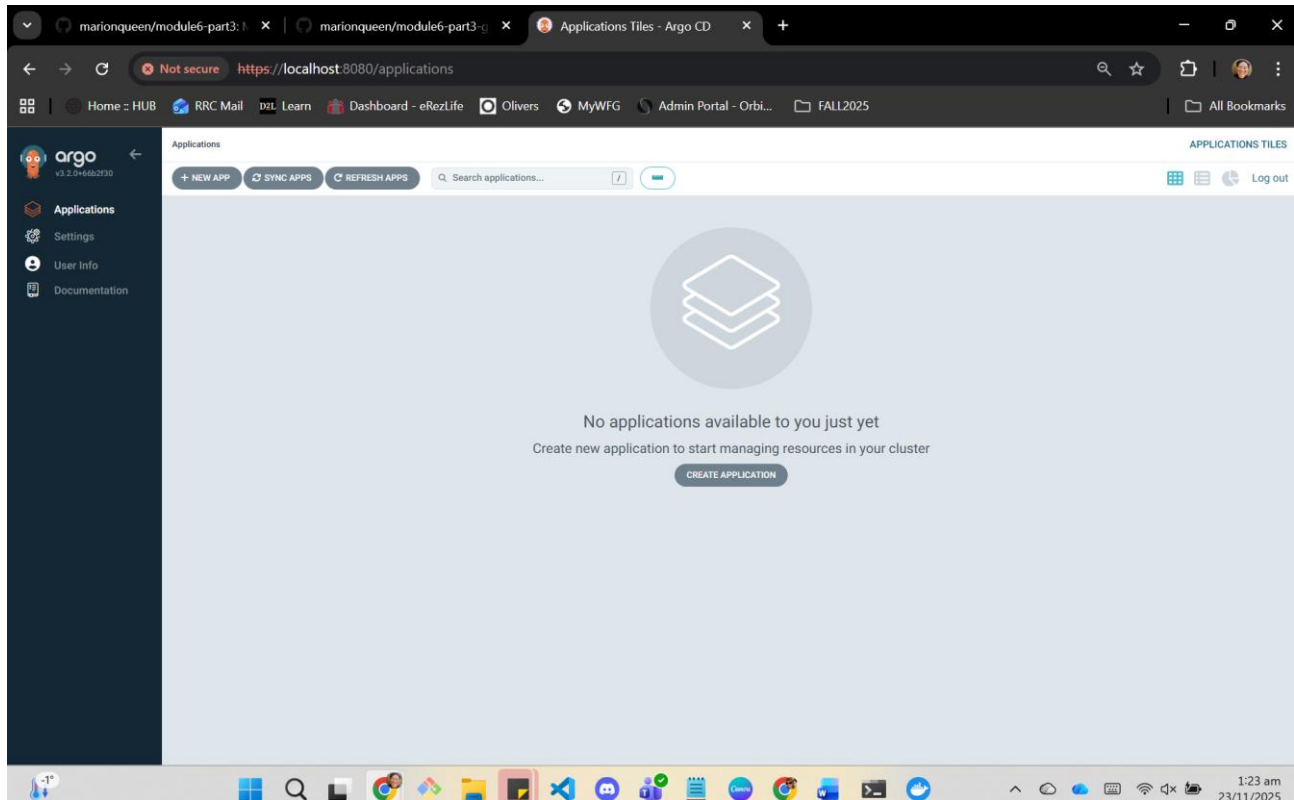 marionqueen/module6-part3: M
marionqueen/module6-part3-g
Applications Tiles - Argo CD
Not secure https://localhost:8080/applications
Home :: HUB
RRC Mail
D2L Learn
Dashboard - eRezLife
Olivers
MyWFG
Admin Portal - Orbi...
FALL2025
All Bookmarks
argo
v3.2.0+66b2f30
Applications
Settings
User Info
Documentation
Applications
APPLICATIONS TILES
+ NEW APP
SYNC APPS
REFRESH APPS
Search applications...
/
Log out
No applications available to you just yet
Create new application to start managing resources in your cluster
CREATE APPLICATION
-1°
1:23 am
23/11/2025